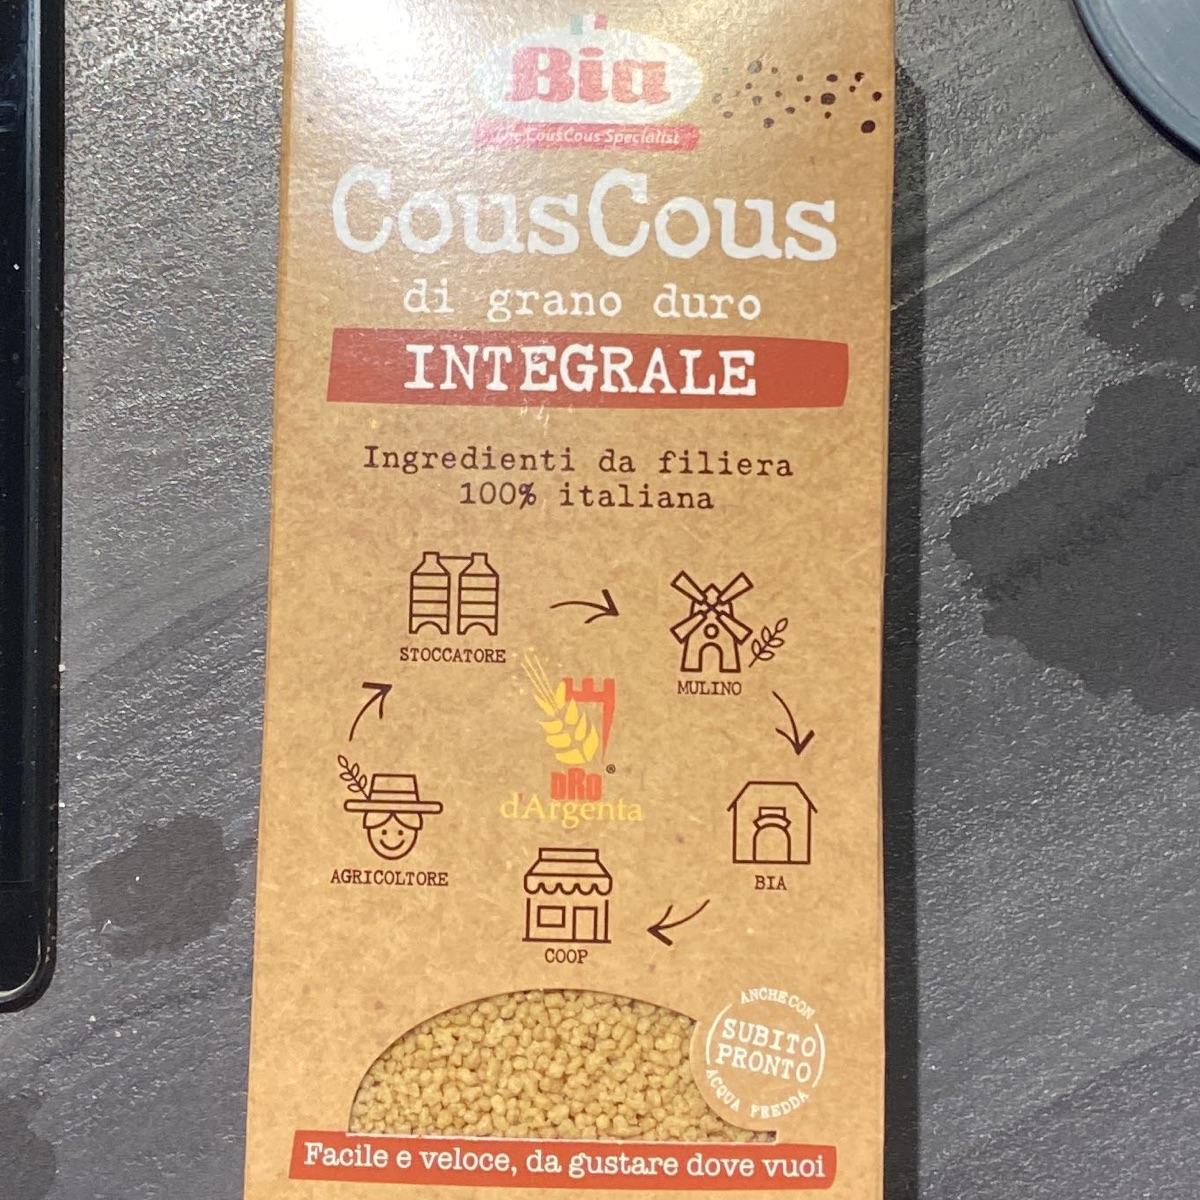 Bia
The CousCous Specialist
CousCous
di grano duro
INTEGRALE
Ingredienti da filiera
100% italiana
STOCCATORE
MULINO
ORO ®
d'Argenta
AGRICOLTORE
BIA
COOP
ANCHE CON
SUBITO
PRONTO
ACQUA FREDDA
Facile e veloce, da gustare dove vuoi